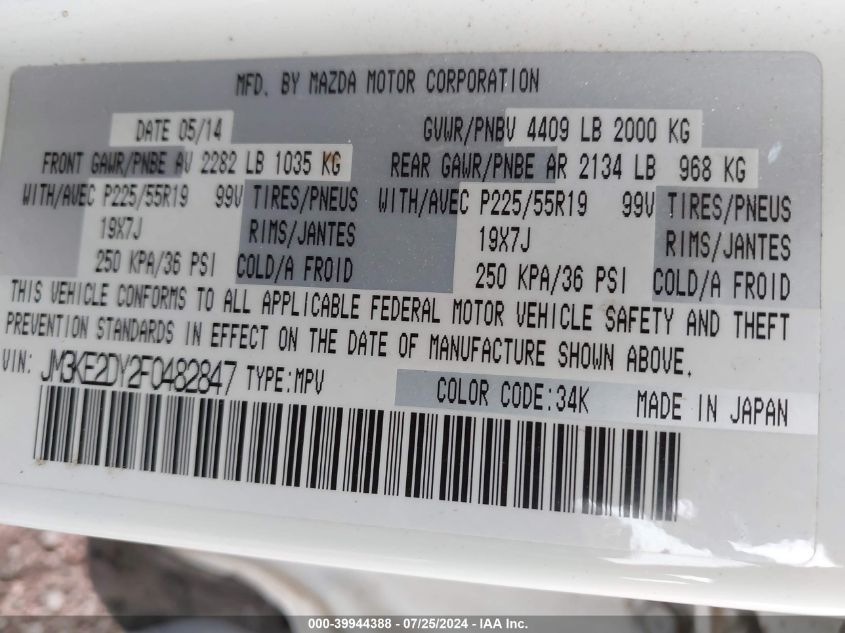 MFD. BY MAZDA MOTOR CORPORATION
DATE 05/14 GVWR/PNBV 4409 LB 2000 KG
FRONT GAWR/PNBE AV 2282 LB 1035 KG REAR GAWR/PNBE AR 2134 LB 968 KG
WITH/AVEC P225/55R19 99V TIRES/PNEUS WITH/AVEC P225/55R19 99V TIRES/PNEUS
19X7J RIMS/JANTES 19X7J RIMS/JANTES
250 KPA/36 PSI COLD/A FROID 250 KPA/36 PSI COLD/A FROID
THIS VEHICLE CONFORMS TO ALL APPLICABLE FEDERAL MOTOR VEHICLE SAFETY AND THEFT
PREVENTION STANDARDS IN EFFECT ON THE DATE OF MANUFACTURE SHOWN ABOVE.
VIN: JM3KE2DY2F0482847 TYPE:MPV COLOR CODE:34K MADE IN JAPAN
000-39944388 - 07/25/2024 - IAA Inc.